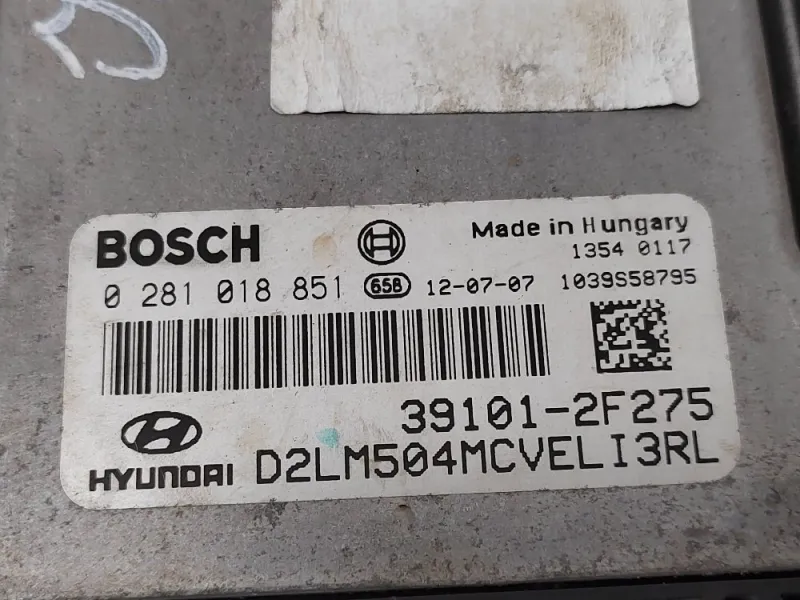 BOSCH
Made in Hungary
1354 0117
0 281 018 851 658 12-07-07 1039S58795
39101-2F275
HYUNDAI D2LM504MCVELI3RL